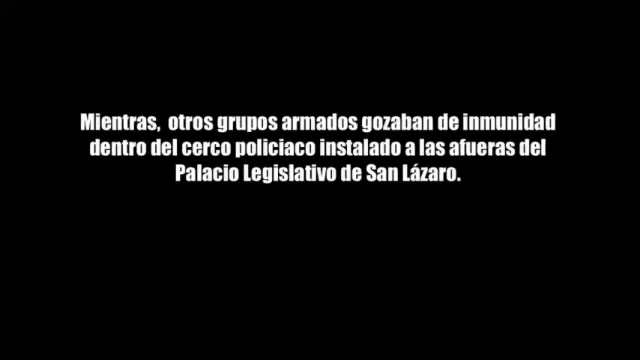 Mientras,  otros grupos armados gozaban de inmunidad
dentro del cerco policiaco instalado a las afueras del
Palacio Legislativo de San Lázaro.